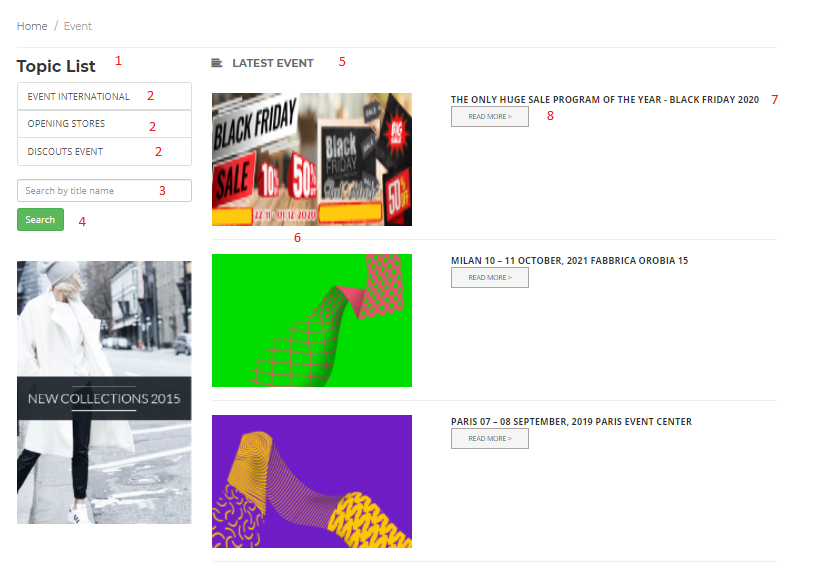 Home / Event
Topic List 1
EVENT INTERNATIONAL 2
OPENING STORES 2
DISCOUTS EVENT 2
Search by title name 3
Search 4
NEW COLLECTIONS 2015
LATEST EVENT 5
BLACK FRIDAY
SALE 10% 50%
SALE
BIG SALE
Black
FRIDAY
50%
22.11 - 01.12.2020
6
THE ONLY HUGE SALE PROGRAM OF THE YEAR - BLACK FRIDAY 2020 7
READ MORE > 8
MILAN 10 – 11 OCTOBER, 2021 FABBRICA OROBIA 15
READ MORE >
PARIS 07 – 08 SEPTEMBER, 2019 PARIS EVENT CENTER
READ MORE >